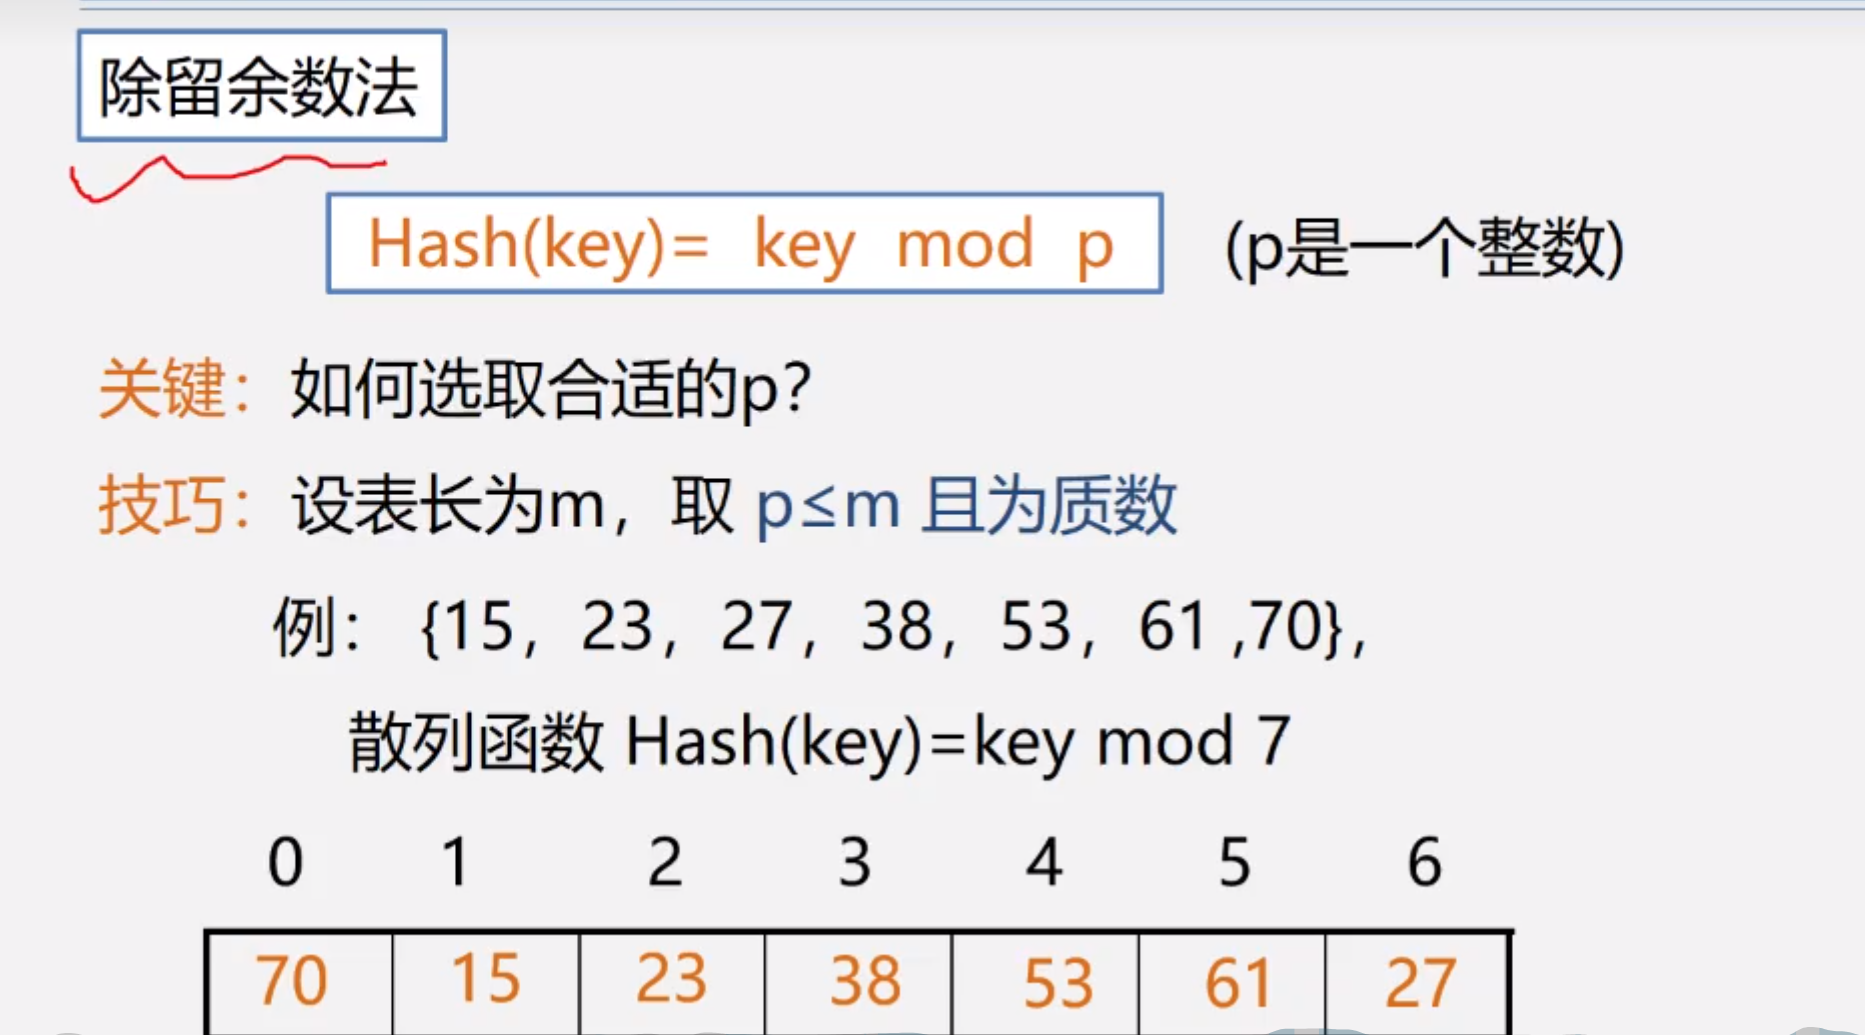 除留余数法
Hash(key)= key mod p (p是一个整数)
关键：如何选取合适的p？
技巧：设表长为m，取 p≤m 且为质数
例： {15，23，27，38，53，61 ,70}，
散列函数 Hash(key)=key mod 7
0 1 2 3 4 5 6
70 15 23 38 53 61 27